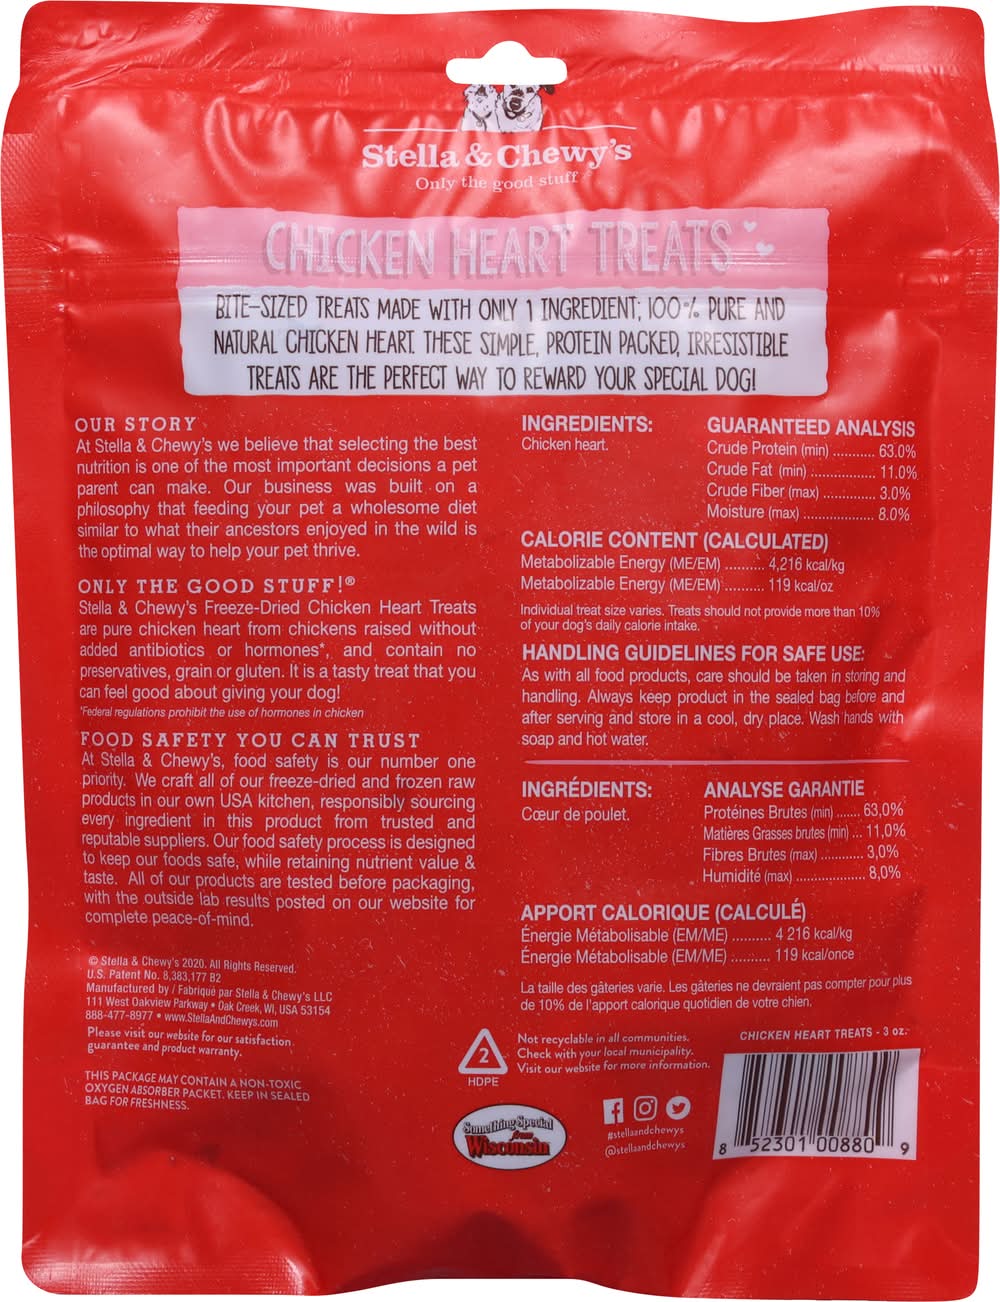 Stella & Chewy's
Only the good stuff
CHICKEN HEART TREATS
BITE-SIZED TREATS MADE WITH ONLY 1 INGREDIENT; 100% PURE AND
NATURAL CHICKEN HEART. THESE SIMPLE, PROTEIN PACKED, IRRESISTIBLE
TREATS ARE THE PERFECT WAY TO REWARD YOUR SPECIAL DOG!
OUR STORY
At Stella & Chewy's we believe that selecting the best
nutrition is one of the most important decisions a pet
parent can make. Our business was built on a
philosophy that feeding your pet a wholesome diet
similar to what their ancestors enjoyed in the wild is
the optimal way to help your pet thrive.
ONLY THE GOOD STUFF!®
Stella & Chewy's Freeze-Dried Chicken Heart Treats
are pure chicken heart from chickens raised without
added antibiotics or hormones*, and contain no
preservatives, grain or gluten. It is a tasty treat that you
can feel good about giving your dog!
*Federal regulations prohibit the use of hormones in chicken
FOOD SAFETY YOU CAN TRUST
At Stella & Chewy's, food safety is our number one
priority. We craft all of our freeze-dried and frozen raw
products in our own USA kitchen, responsibly sourcing
every ingredient in this product from trusted and
reputable suppliers. Our food safety process is designed
to keep our foods safe, while retaining nutrient value &
taste. All of our products are tested before packaging,
with the outside lab results posted on our website for
complete peace-of-mind.
© Stella & Chewy's 2020. All Rights Reserved.
U.S. Patent No. 8,383,177 B2
Manufactured by / Fabriqué par Stella & Chewy's LLC
111 West Oakview Parkway • Oak Creek, WI, USA 53154
888-477-8977 • www.StellaAndChewys.com
Please visit our website for our satisfaction
guarantee and product warranty.
THIS PACKAGE MAY CONTAIN A NON-TOXIC
OXYGEN ABSORBER PACKET. KEEP IN SEALED
BAG FOR FRESHNESS.
INGREDIENTS:
Chicken heart.
GUARANTEED ANALYSIS
Crude Protein (min) ........... 63.0%
Crude Fat (min) ............. 11.0%
Crude Fiber (max) .............. 3.0%
Moisture (max) .................. 8.0%
CALORIE CONTENT (CALCULATED)
Metabolizable Energy (ME/EM) .......... 4,216 kcal/kg
Metabolizable Energy (ME/EM) .......... 119 kcal/oz
Individual treat size varies. Treats should not provide more than 10%
of your dog's daily calorie intake.
HANDLING GUIDELINES FOR SAFE USE:
As with all food products, care should be taken in storing and
handling. Always keep product in the sealed bag before and
after serving and store in a cool, dry place. Wash hands with
soap and hot water.
INGRÉDIENTS:
Cœur de poulet.
ANALYSE GARANTIE
Protéines Brutes (min) ...... 63,0%
Matières Grasses brutes (min) ... 11,0%
Fibres Brutes (max) ............ 3,0%
Humidité (max) .................. 8,0%
APPORT CALORIQUE (CALCULÉ)
Énergie Métabolisable (EM/ME) .......... 4 216 kcal/kg
Énergie Métabolisable (EM/ME) .......... 119 kcal/once
La taille des gâteries varie. Les gâteries ne devraient pas compter pour plus
de 10% de l'apport calorique quotidien de votre chien.
2
HDPE
Not recyclable in all communities.
Check with your local municipality.
Visit our website for more information.
Something Special
from
Wisconsin
#stellaandchewys
@stellaandchewys
CHICKEN HEART TREATS - 3 oz.
8 52301 00880 9